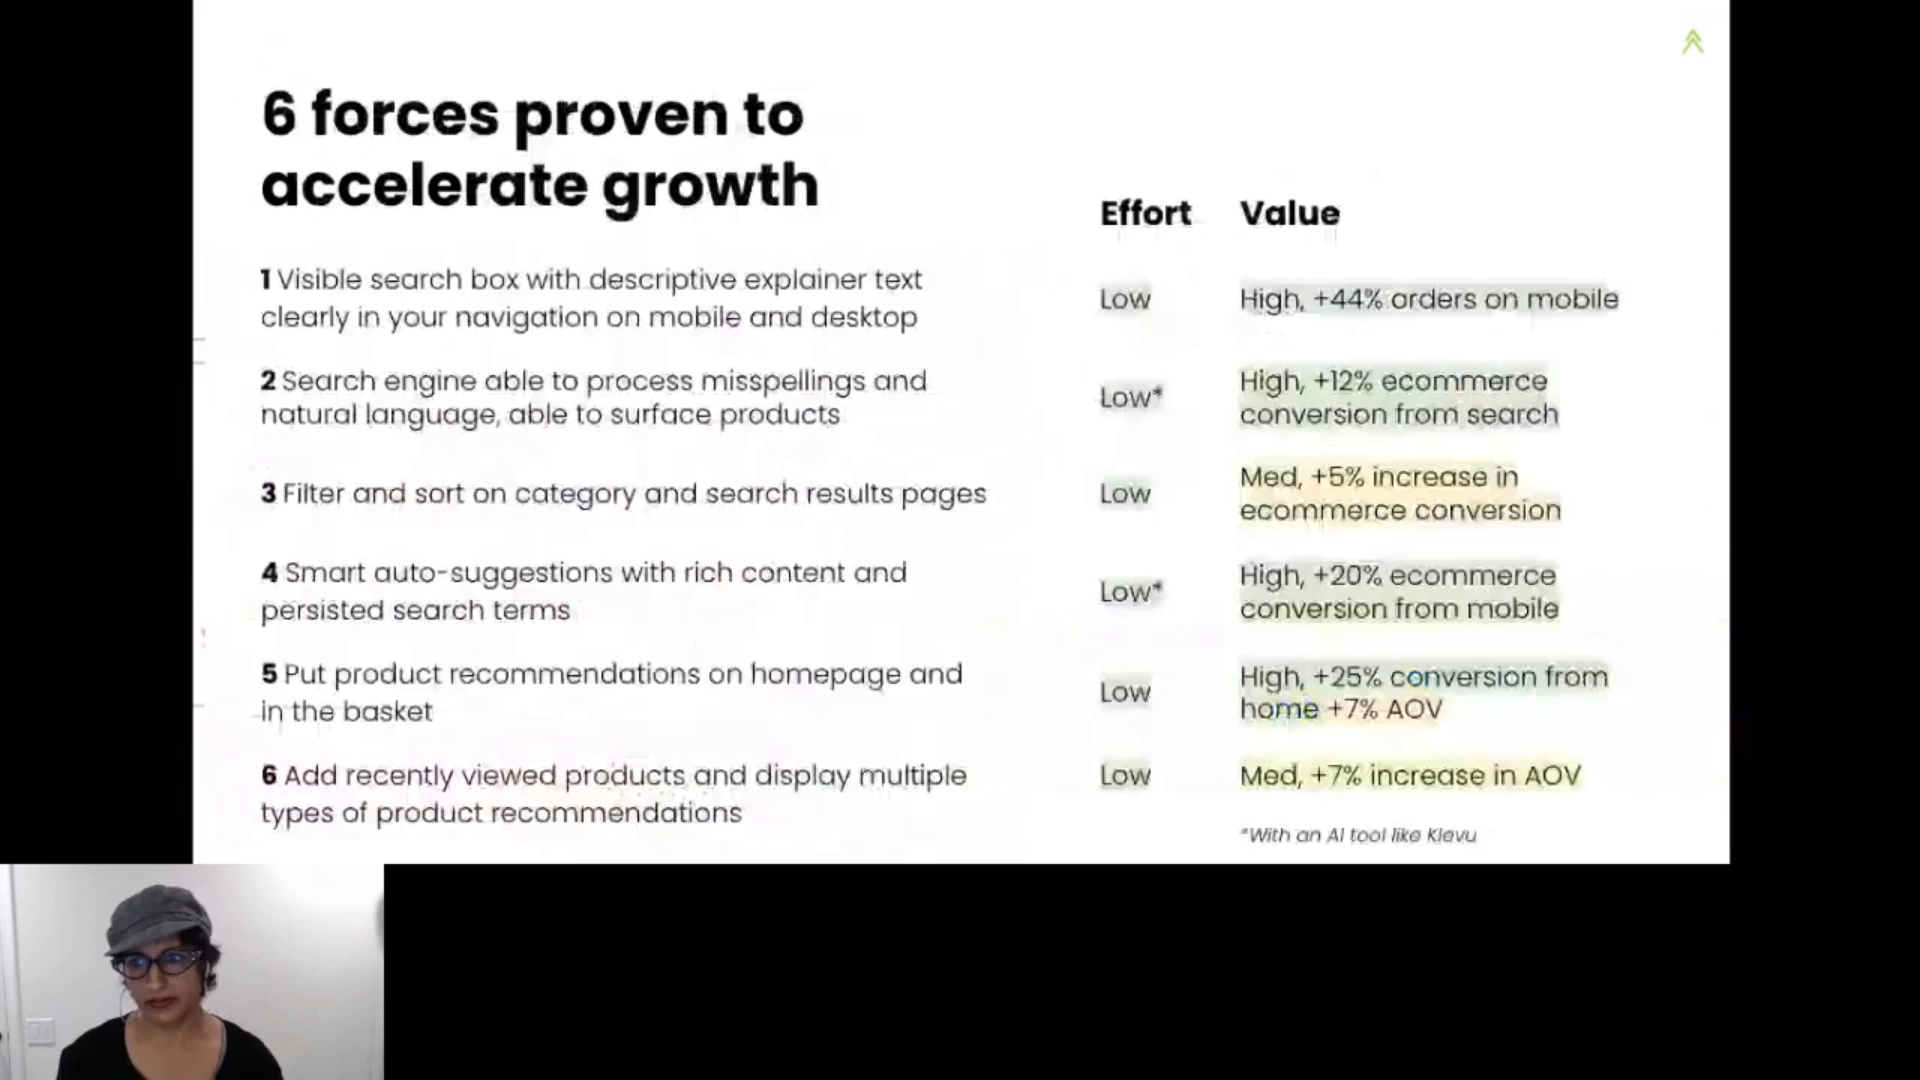 6 forces proven to
accelerate growth
Effort Value
1 Visible search box with descriptive explainer text
clearly in your navigation on mobile and desktop
Low
High, +44% orders on mobile
2 Search engine able to process misspellings and
natural language, able to surface products
Low*
High, +12% ecommerce
conversion from search
3 Filter and sort on category and search results pages
Low
Med, +5% increase in
ecommerce conversion
4 Smart auto-suggestions with rich content and
persisted search terms
Low*
High, +20% ecommerce
conversion from mobile
5 Put product recommendations on homepage and
in the basket
Low
High, +25% conversion from
home +7% AOV
6 Add recently viewed products and display multiple
types of product recommendations
Low
Med, +7% increase in AOV
*With an AI tool like Klevu